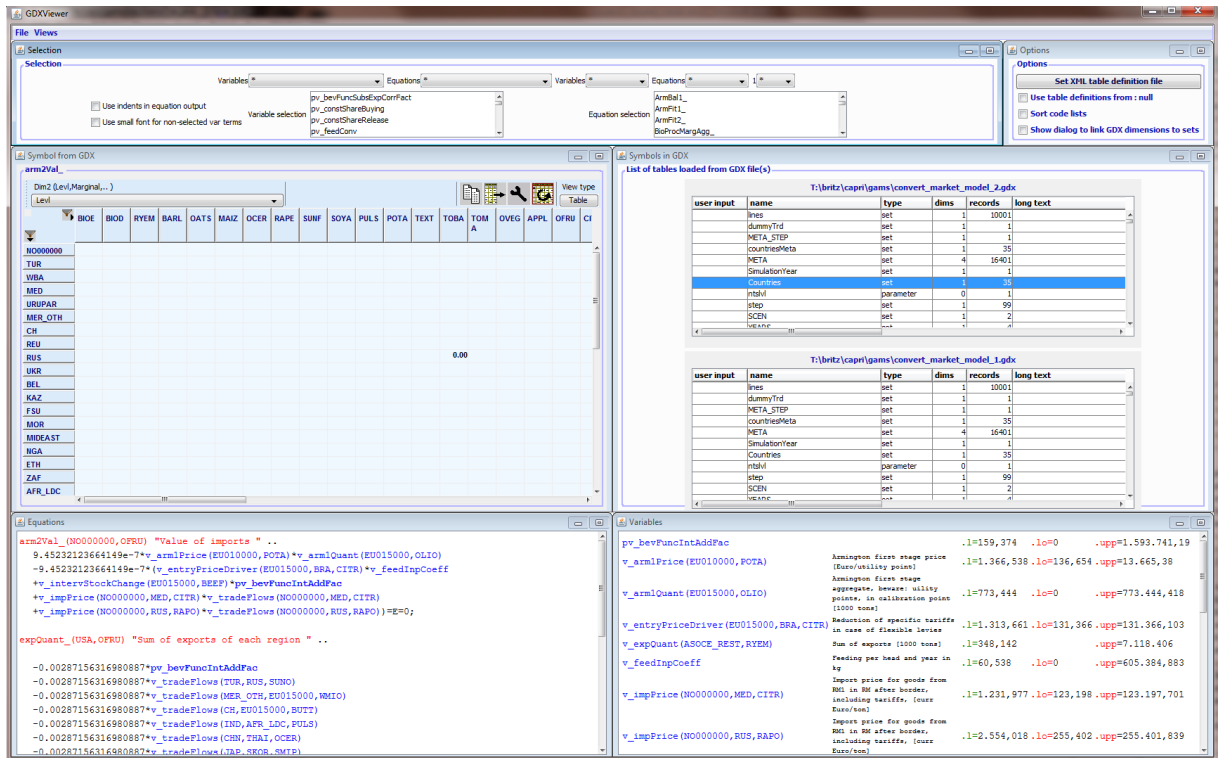 GDXViewer
File Views
Selection
Selection
Variables * Equations * Variables * Equations * 1 *
Use indents in equation output
Use small font for non-selected var terms
Variable selection
pv_bevFuncSubsExpCorrFact
pv_constShareBuying
pv_constShareRelease
pv_feedConv
Equation selection
ArmBal1_
ArmFit1_
ArmFit2_
BioProcMargAgg_
Options
Options
Set XML table definition file
Use table definitions from : null
Sort code lists
Show dialog to link GDX dimensions to sets
Symbol from GDX
arm2Val_
Dim2 (Levl,Marginal,.. )
Levl
View type
Table
BIOE BIOD RYEM BARL OATS MAIZ OCER RAPE SUNF SOYA PULS POTA TEXT TOBA TOMA OVEG APPL OFRU
NO000000
TUR
WBA
MED
URUPAR
MER_OTH
CH
REU
RUS 0.00
UKR
BEL
KAZ
FSU
MOR
MIDEAST
NGA
ETH
ZAF
AFR_LDC
Symbols in GDX
List of tables loaded from GDX file(s)
T:\britz\capri\gams\convert_market_model_2.gdx
user input name type dims records long text
lines set 1 10001
dummyTrd set 1 1
META_STEP set 1 1
countriesMeta set 1 35
META set 4 16401
SimulationYear set 1 1
Countries set 1 35
ntslvl parameter 0 1
step set 1 99
SCEN set 1 2
YEARS set 1 4
T:\britz\capri\gams\convert_market_model_1.gdx
user input name type dims records long text
lines set 1 10001
dummyTrd set 1 1
META_STEP set 1 1
countriesMeta set 1 35
META set 4 16401
SimulationYear set 1 1
Countries set 1 35
ntslvl parameter 0 1
step set 1 99
SCEN set 1 2
YEARS set 1 4
Equations
arm2Val_(NO000000,OFRU) "Value of imports " ..
9.45232123664149e-7*v_arm1Price(EU010000,POTA)*v_arm1Quant(EU015000,OLIO)
-9.45232123664149e-7*(v_entryPriceDriver(EU015000,BRA,CITR)*v_feedInpCoeff
+v_intervStockChange(EU015000,BEEF)*pv_bevFuncIntAddFac
+v_impPrice(NO000000,MED,CITR)*v_tradeFlows(NO000000,MED,CITR)
+v_impPrice(NO000000,RUS,RAPO)*v_tradeFlows(NO000000,RUS,RAPO))=E=0;
expQuant_(USA,OFRU) "Sum of exports of each region " ..
-0.00287156316980887*pv_bevFuncIntAddFac
-0.00287156316980887*v_tradeFlows(TUR,RUS,SUNO)
-0.00287156316980887*v_tradeFlows(MER_OTH,EU015000,WMIO)
-0.00287156316980887*v_tradeFlows(CH,EU015000,BUTT)
-0.00287156316980887*v_tradeFlows(IND,AFR_LDC,PULS)
-0.00287156316980887*v_tradeFlows(CHN,THAI,OCER)
-0.00287156316980887*v_tradeFlows(JAP,SKOR,SMIP)
Variables
pv_bevFuncIntAddFac .l=159,374 .lo=0 .upp=1.593.741,19
v_arm1Price(EU010000,POTA) Armington first stage price [Euro/utility point] .l=1.366,538 .lo=136,654 .upp=13.665,38
v_arm1Quant(EU015000,OLIO) Armington first stage aggregate, beware: uility points, in calibration point [1000 tons] .l=773,444 .lo=0 .upp=773.444,418
v_entryPriceDriver(EU015000,BRA,CITR) Reduction of specific tariffs in case of flexible levies .l=1.313,661 .lo=131,366 .upp=131.366,103
v_expQuant(ASOCE_REST,RYEM) Sum of exports [1000 tons] .l=348,142 .upp=7.118.406
v_feedInpCoeff Feeding per head and year in kg .l=60,538 .lo=0 .upp=605.384,883
v_impPrice(NO000000,MED,CITR) Import price for goods from RM1 in RM after border, including tariffs, [curr Euro/ton] .l=1.231,977 .lo=123,198 .upp=123.197,701
v_impPrice(NO000000,RUS,RAPO) Import price for goods from RM1 in RM after border, including tariffs, [curr Euro/ton] .l=2.554,018 .lo=255,402 .upp=255.401,839